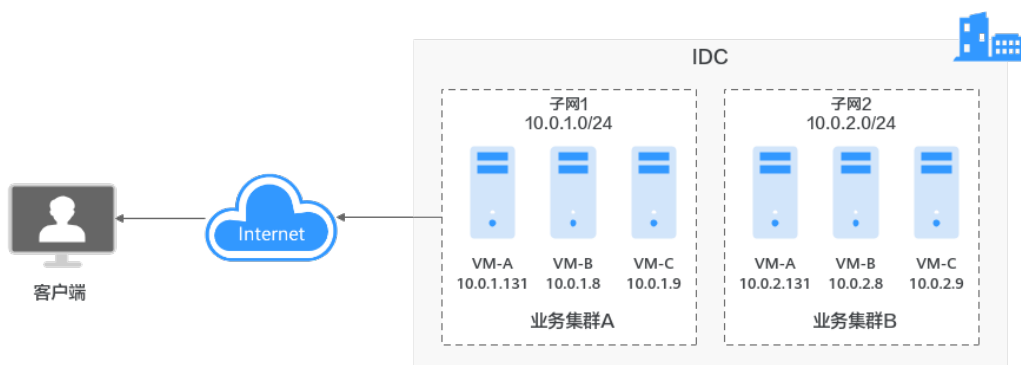 IDC
子网1
10.0.1.0/24
子网2
10.0.2.0/24
Internet
客户端
VM-A
VM-B
VM-C
10.0.1.131
10.0.1.8
10.0.1.9
业务集群A
VM-A
VM-B
VM-C
10.0.2.131
10.0.2.8
10.0.2.9
业务集群B